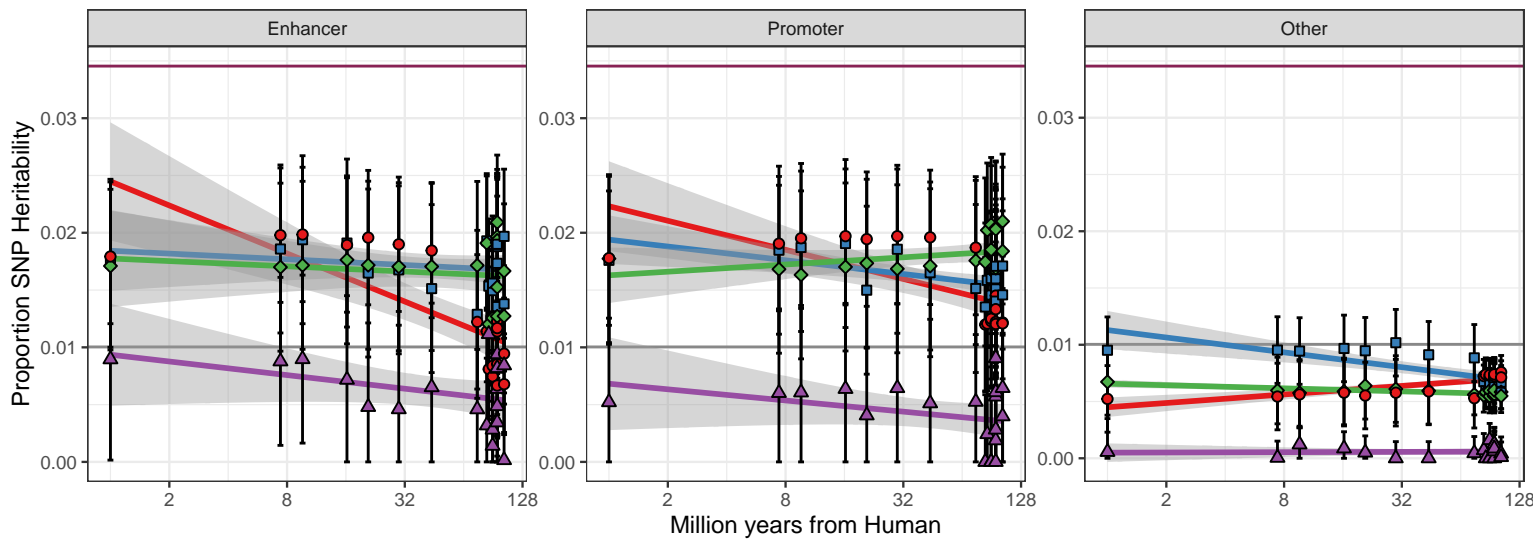 Enhancer Promoter Other
Proportion SNP Heritability
0.03 0.03 0.03
0.02 0.02 0.02
0.01 0.01 0.01
0.00 0.00 0.00
2 8 32 128 2 8 32 128 2 8 32 128
Million years from Human